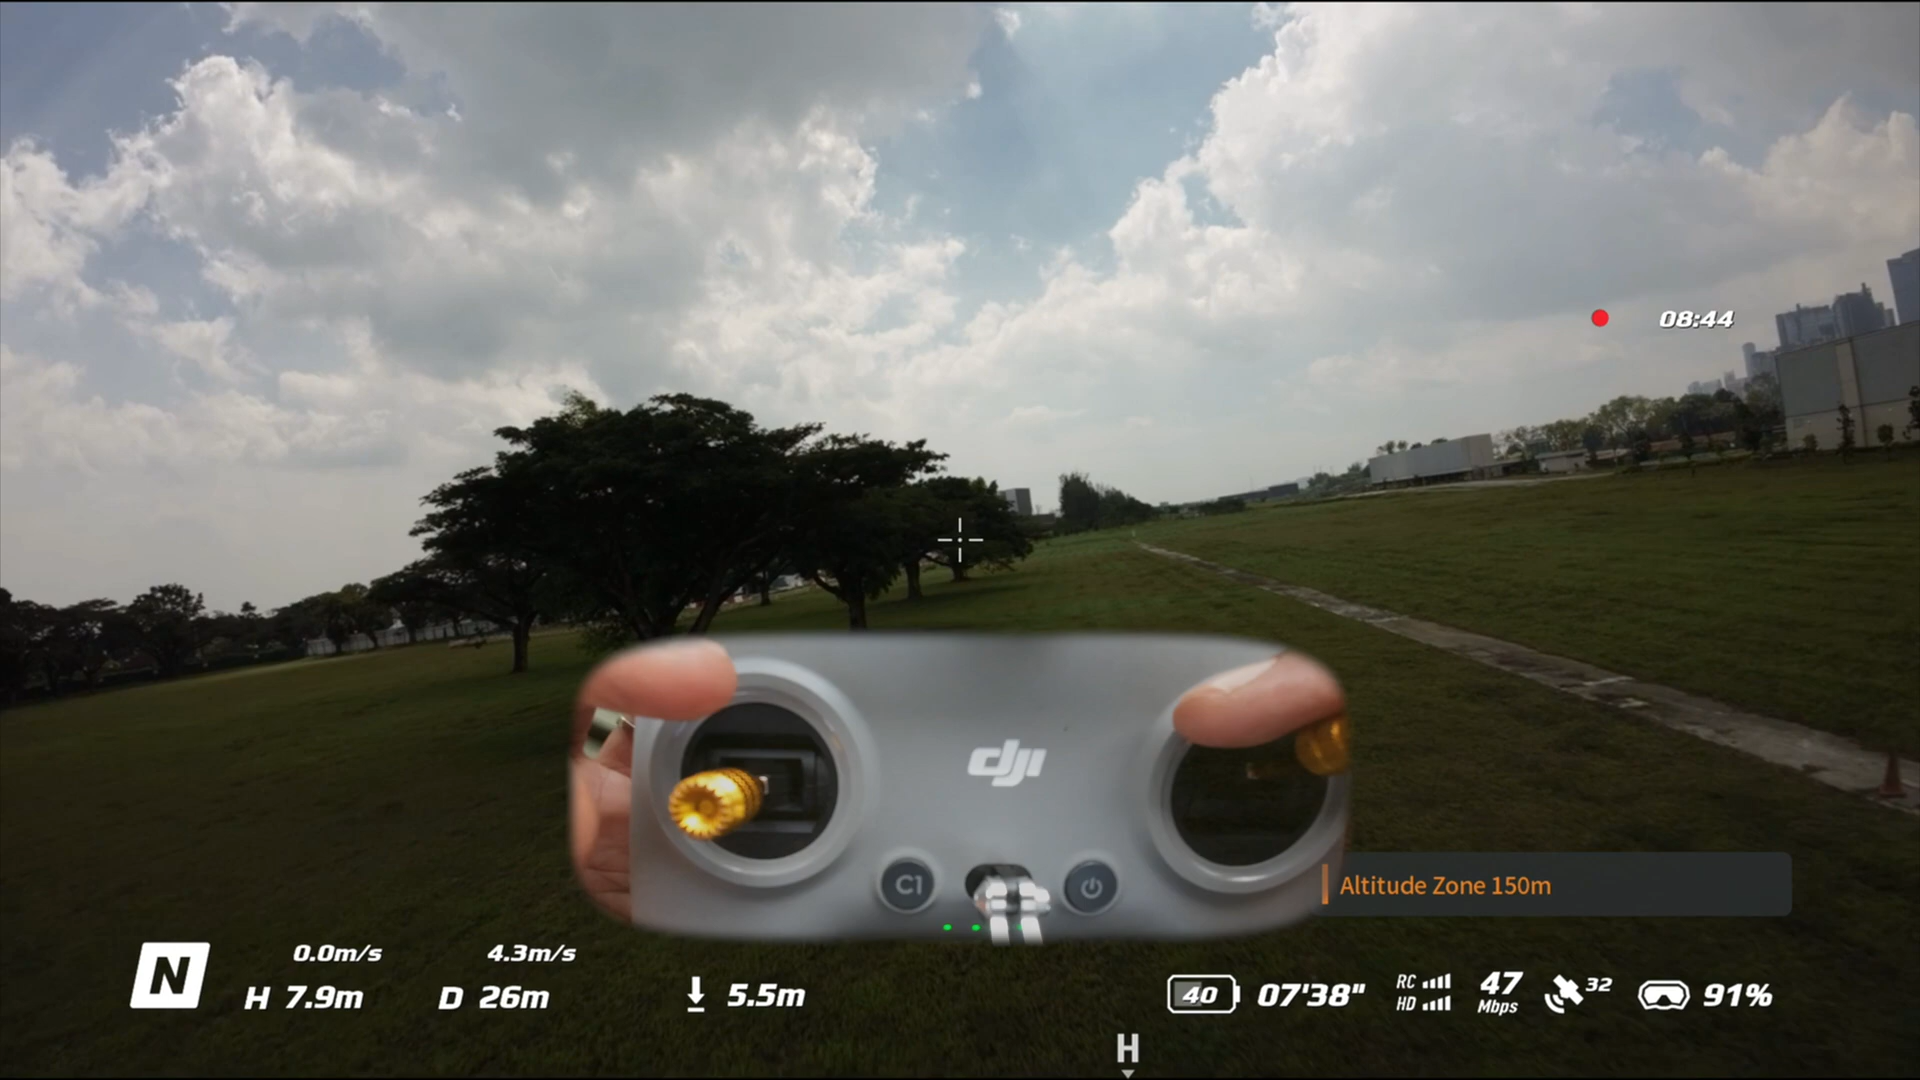 08:44
dji
C1
Altitude Zone 150m
N
0.0m/s
4.3m/s
H 7.9m
D 26m
5.5m
40
07'38"
RC
HD
47
Mbps
32
91%
H